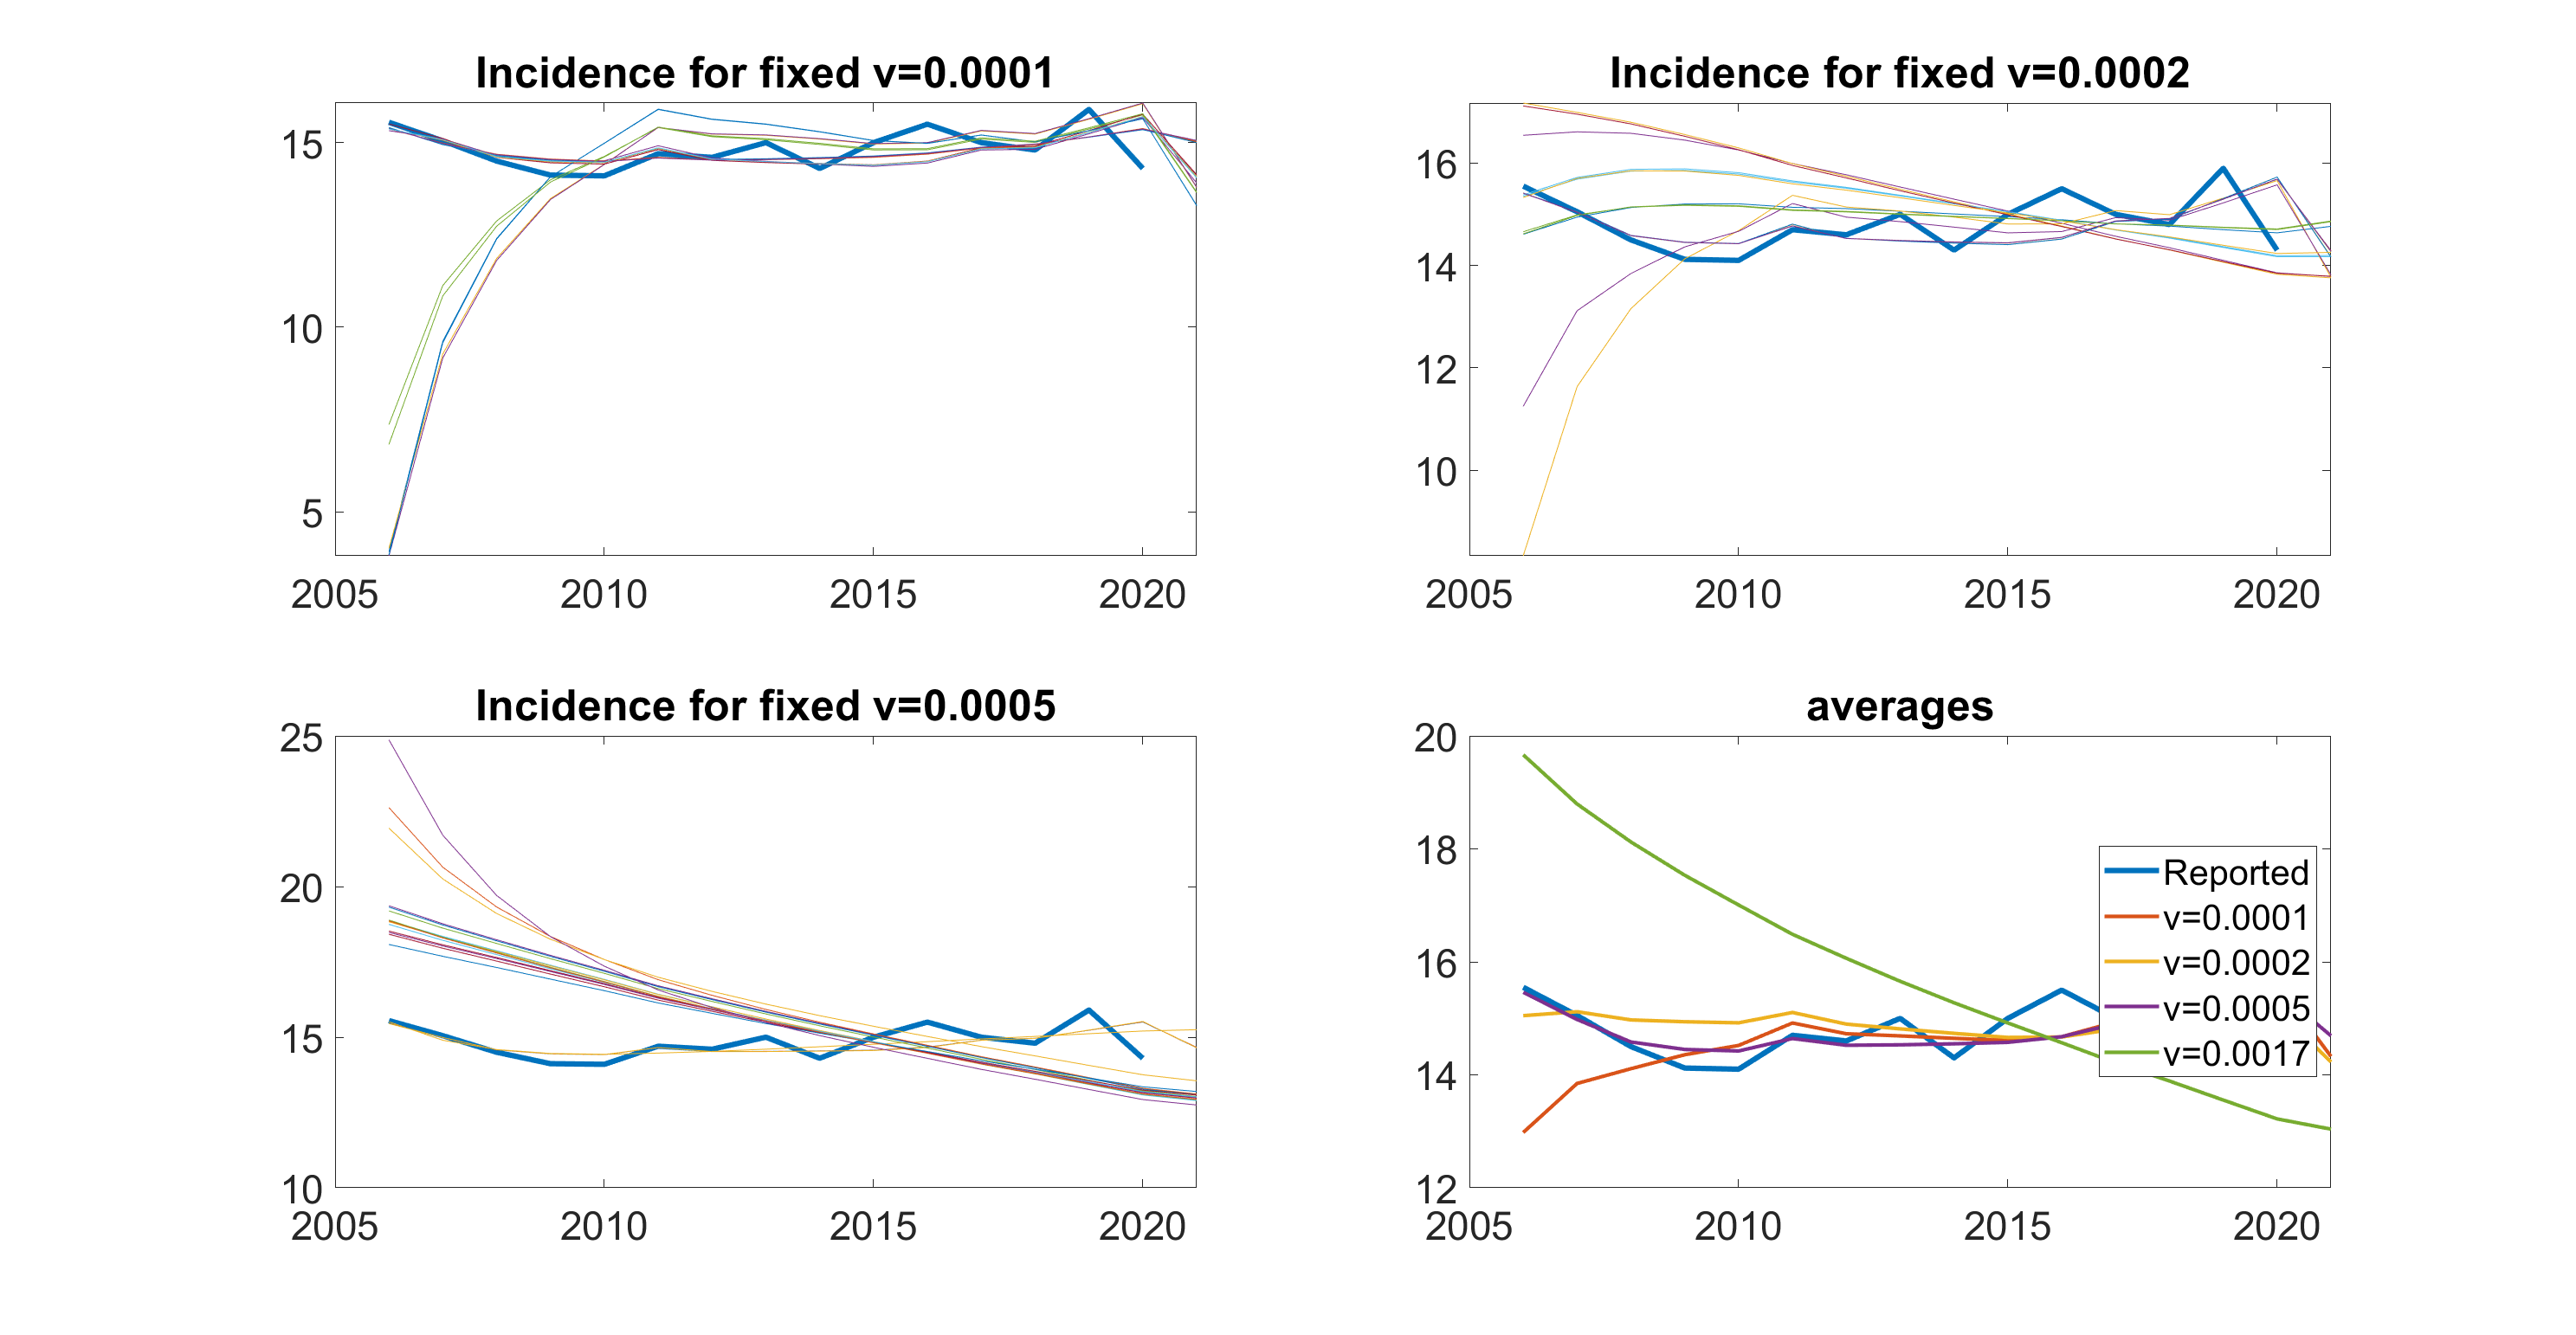 Incidence for fixed v=0.0001
15
10
5
2005 2010 2015 2020
Incidence for fixed v=0.0002
16
14
12
10
2005 2010 2015 2020
Incidence for fixed v=0.0005
25
20
15
10
2005 2010 2015 2020
averages
20
18
16
14
12
2005 2010 2015 2020
Reported
v=0.0001
v=0.0002
v=0.0005
v=0.0017